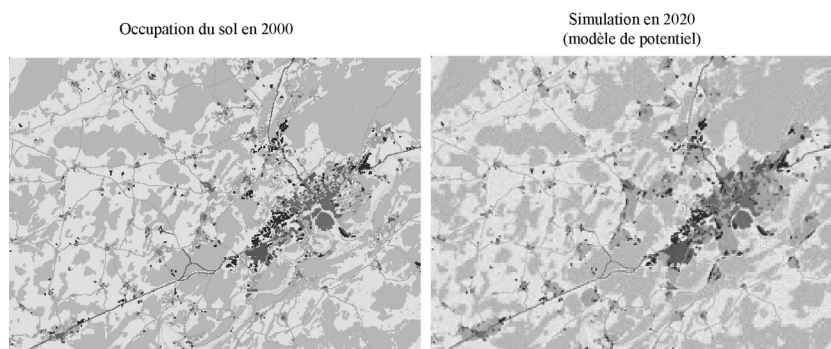 Occupation du sol en 2000
Simulation en 2020
(modèle de potentiel)